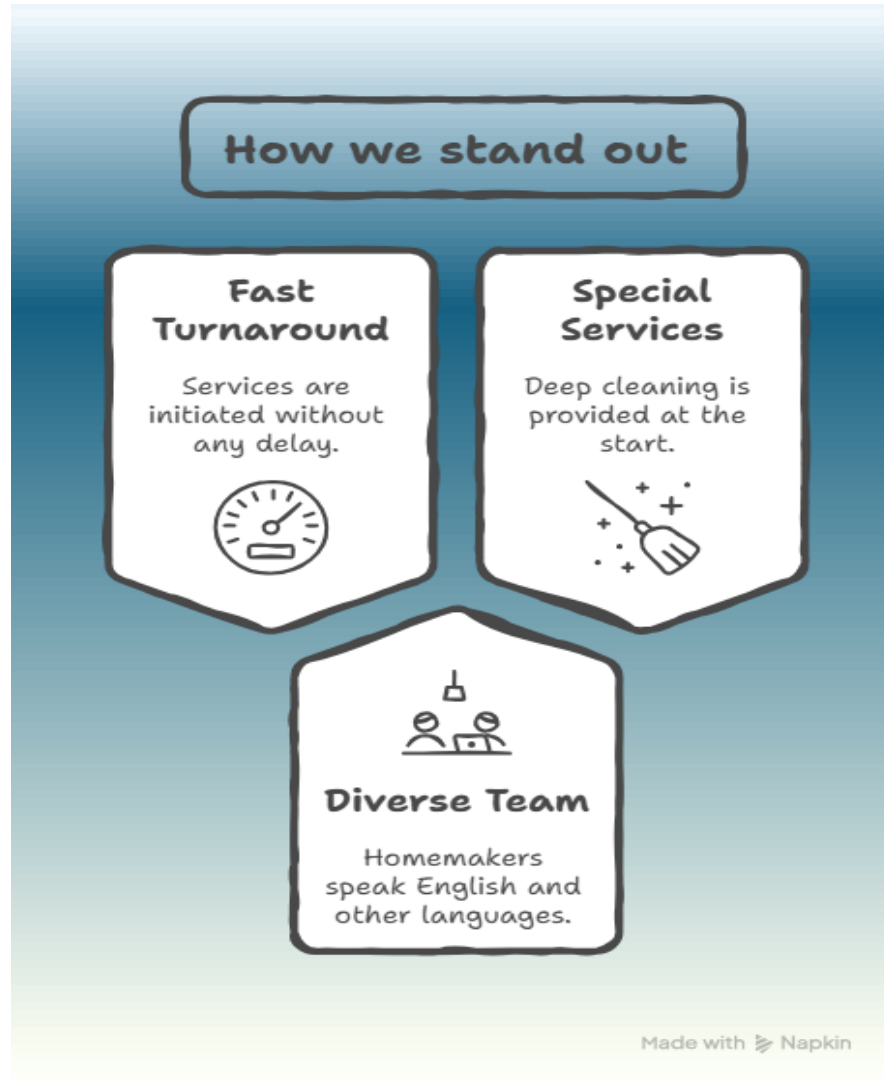 How we stand out
Fast
Turnaround
Services are
initiated without
any delay.
Special
Services
Deep cleaning is
provided at the
start.
Diverse Team
Homemakers
speak English and
other languages.
Made with Napkin